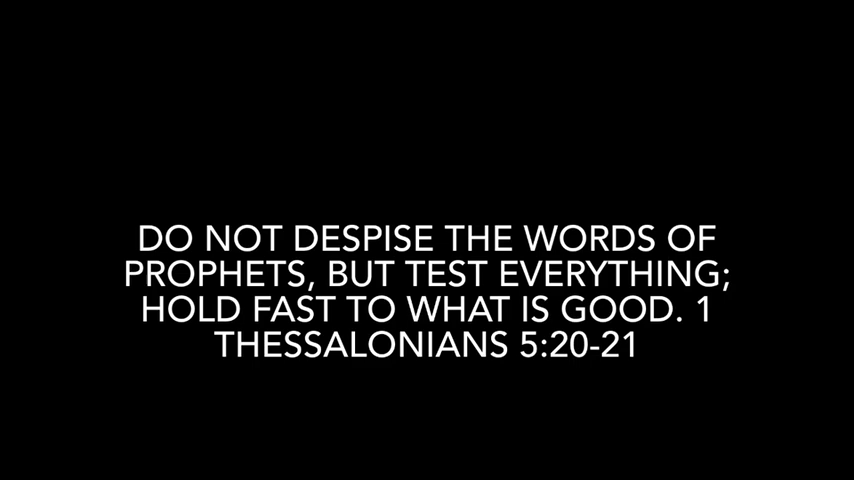 DO NOT DESPISE THE WORDS OF
PROPHETS, BUT TEST EVERYTHING;
HOLD FAST TO WHAT IS GOOD. 1
THESSALONIANS 5:20-21